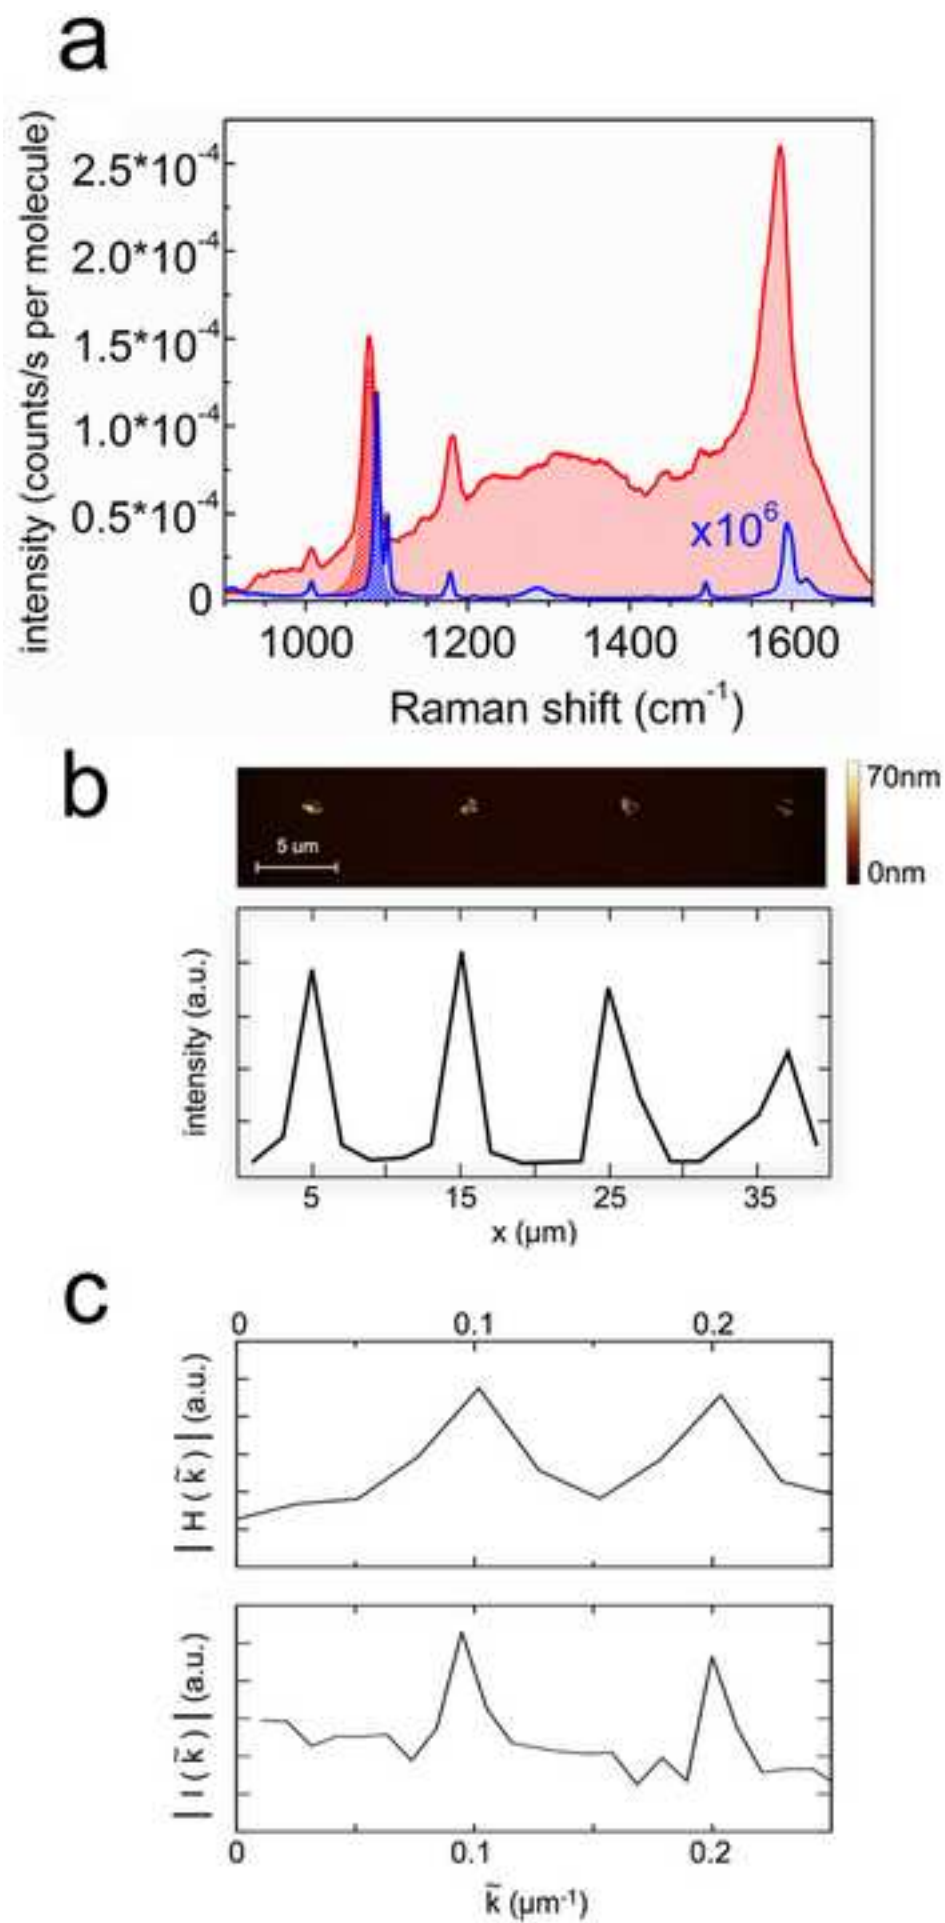 a
intensity (counts/s per molecule)
2.5*10-4
2.0*10-4
1.5*10-4
1.0*10-4
0.5*10-4
0
x10⁶
1000 1200 1400 1600
Raman shift (cm-1)
b
70nm
0nm
5 um
intensity (a.u.)
5 15 25 35
x (µm)
c
0 0.1 0.2
| H ( k̃ ) | (a.u.)
| I ( k̃ ) | (a.u.)
0 0.1 0.2
k̃ (µm-1)